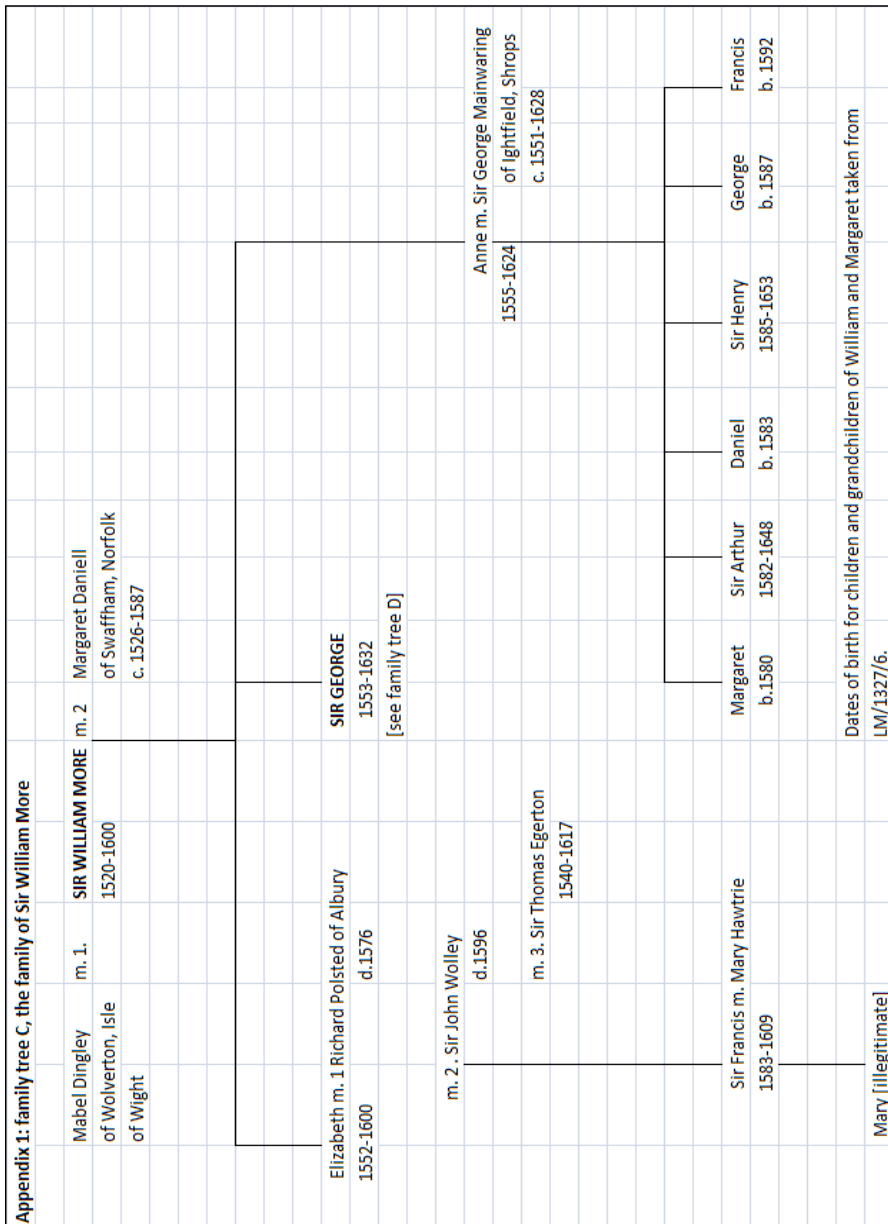 Appendix 1: family tree C, the family of Sir William More
Mabel Dingley m. 1. SIR WILLIAM MORE m. 2 Margaret Daniell
of Wolverton, Isle 1520-1600 of Swaffham, Norfolk
of Wight c. 1526-1587
Elizabeth m. 1 Richard Polsted of Albury SIR GEORGE
1552-1600 d.1576 1553-1632
[see family tree D]
m. 2 . Sir John Wolley Anne m. Sir George Mainwaring
d.1596 1555-1624 of Ightfield, Shrops
c. 1551-1628
m. 3. Sir Thomas Egerton
1540-1617
Sir Francis m. Mary Hawtrie Margaret Sir Arthur Daniel Sir Henry George Francis
1583-1609 b.1580 1582-1648 b. 1583 1585-1653 b. 1587 b. 1592
Dates of birth for children and grandchildren of William and Margaret taken from
Mary [illegitimate] LM/1327/6.